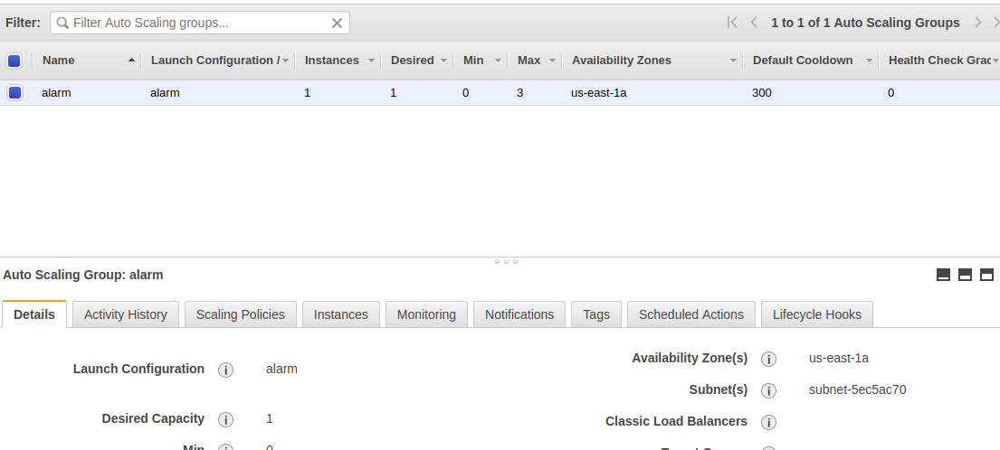 Filter: Filter Auto Scaling groups... 1 to 1 of 1 Auto Scaling Groups
Name Launch Configuration / Instances Desired Min Max Availability Zones Default Cooldown Health Check Grac
alarm alarm 1 1 0 3 us-east-1a 300 0
Auto Scaling Group: alarm
Details Activity History Scaling Policies Instances Monitoring Notifications Tags Scheduled Actions Lifecycle Hooks
Launch Configuration alarm
Desired Capacity 1
Min 0
Availability Zone(s) us-east-1a
Subnet(s) subnet-5ec5ac70
Classic Load Balancers